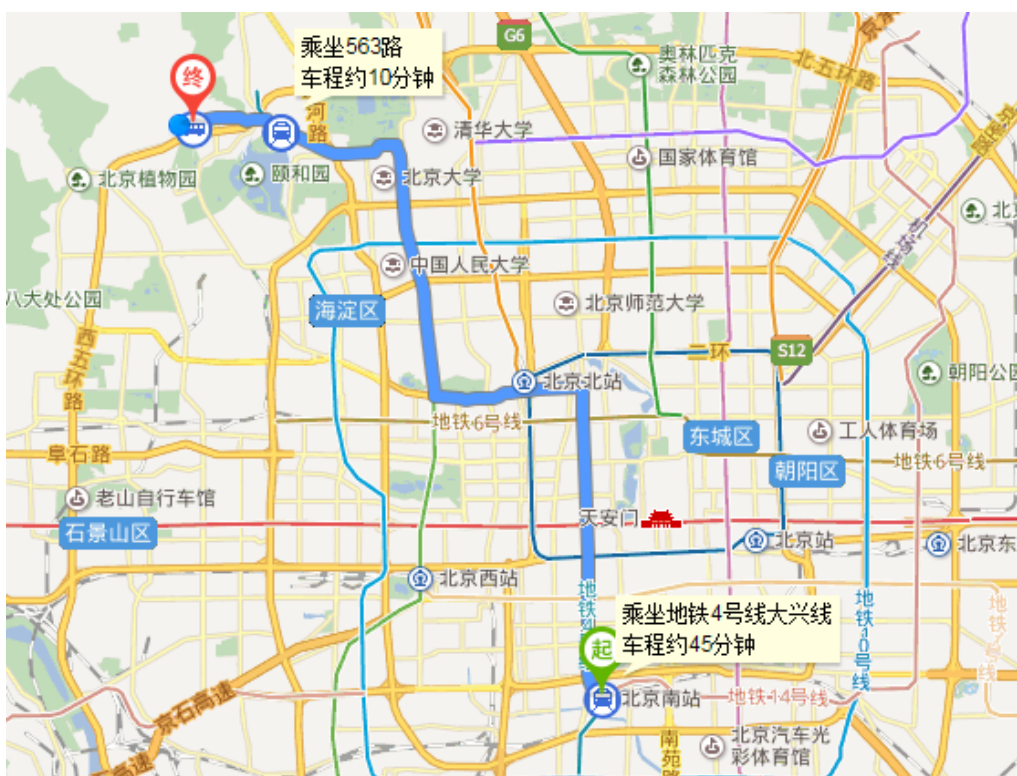 G6
乘坐563路
车程约10分钟
终
奥林匹克
森林公园
北五环路
河路
清华大学
国家体育馆
北京植物园
颐和园
北京大学
机场线
中国人民大学
八大处公园
海淀区
北京师范大学
西五环路
二环
S12
朝阳公
北京北站
地铁6号线
东城区
工人体育场
阜石路
朝阳区
地铁6号线
老山自行车馆
天安门
石景山区
北京站
北京东
北京西站
乘坐地铁4号线大兴线
车程约45分钟
起
地铁10号线
京石高速
北京南站
地铁14号线
南苑路
北京汽车光
彩体育馆